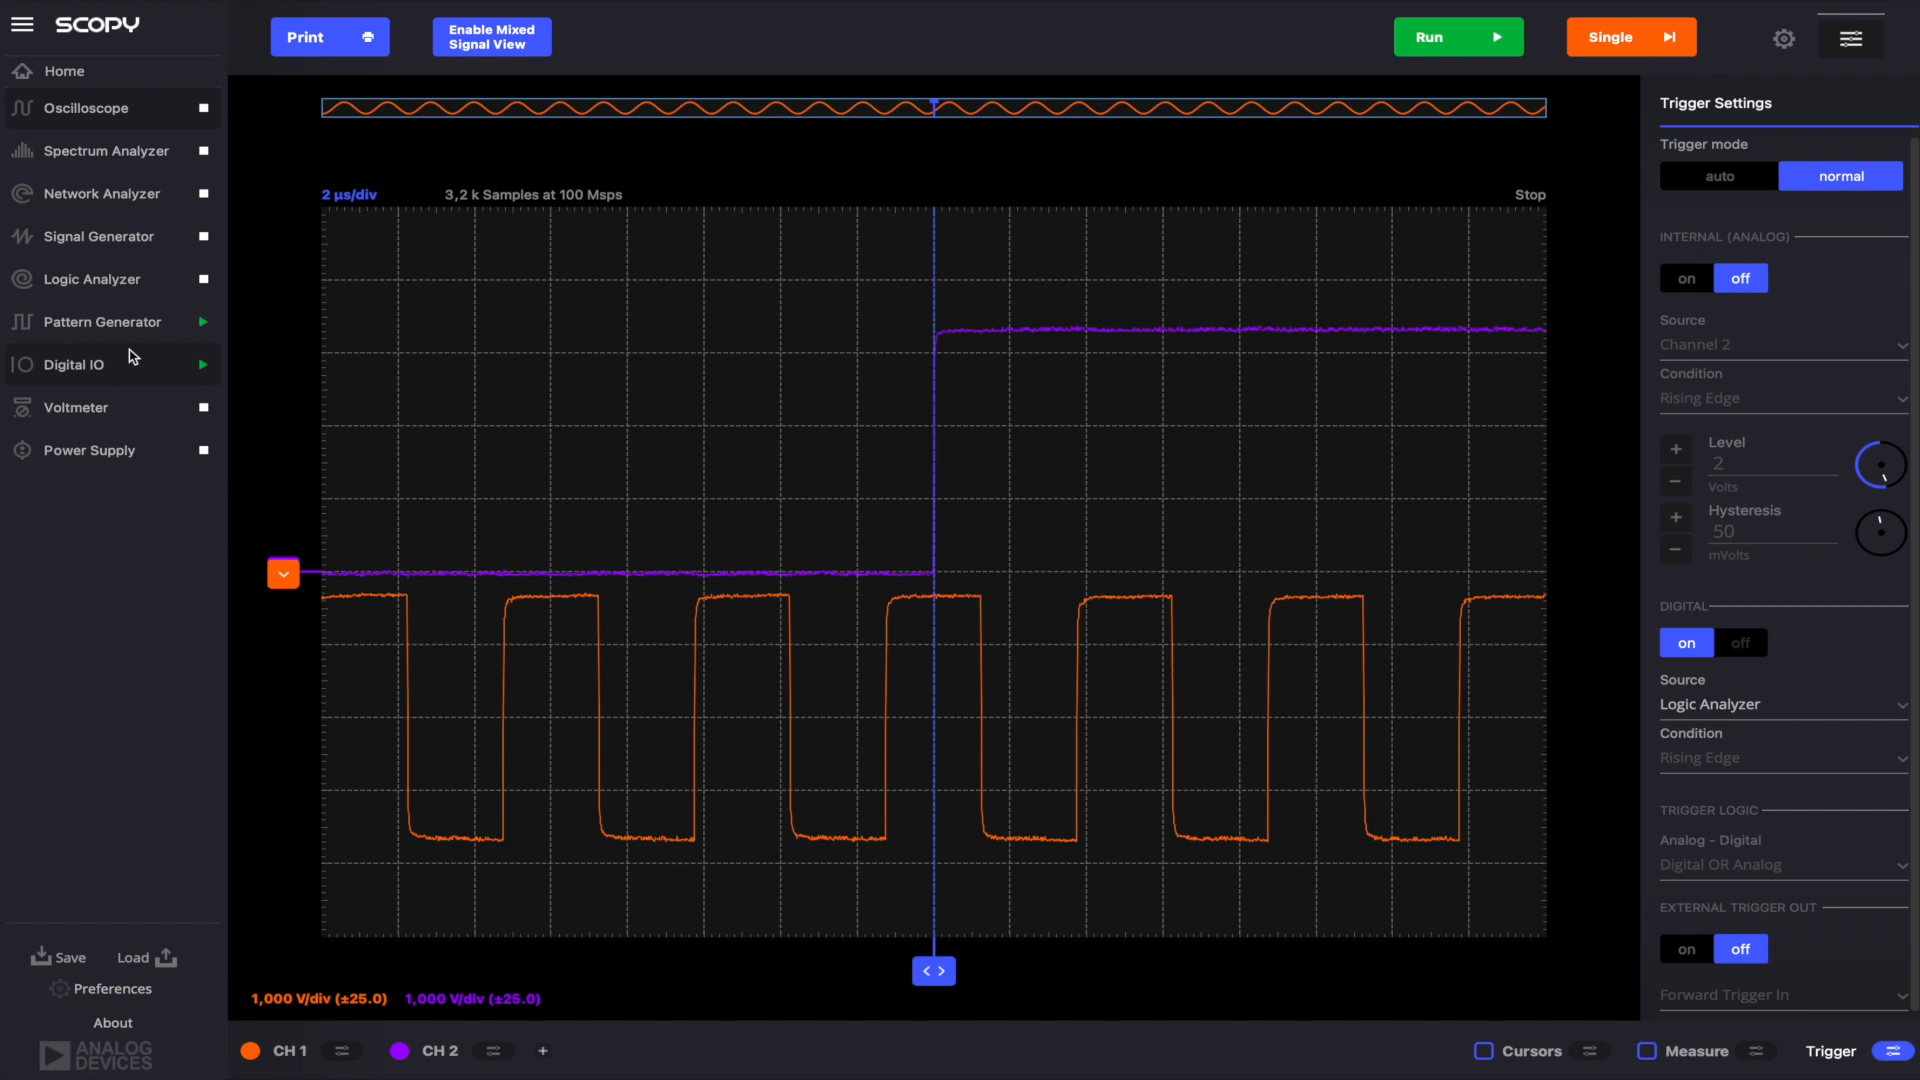 SCOPY
Home
Oscilloscope
Spectrum Analyzer
Network Analyzer
Signal Generator
Logic Analyzer
Pattern Generator
Digital IO
Voltmeter
Power Supply
Save
Load
Preferences
About
ANALOG
DEVICES
Print
Enable Mixed
Signal View
Run
Single
2 µs/div
3,2 k Samples at 100 Msps
Stop
1,000 V/div (±25.0)
1,000 V/div (±25.0)
CH 1
CH 2
+
Cursors
Measure
Trigger
Trigger Settings
Trigger mode
auto
normal
INTERNAL (ANALOG)
on
off
Source
Channel 2
Condition
Rising Edge
+
Level
2
−
Volts
+
Hysteresis
50
−
mVolts
DIGITAL
on
off
Source
Logic Analyzer
Condition
Rising Edge
TRIGGER LOGIC
Analog - Digital
Digital OR Analog
EXTERNAL TRIGGER OUT
on
off
Forward Trigger In